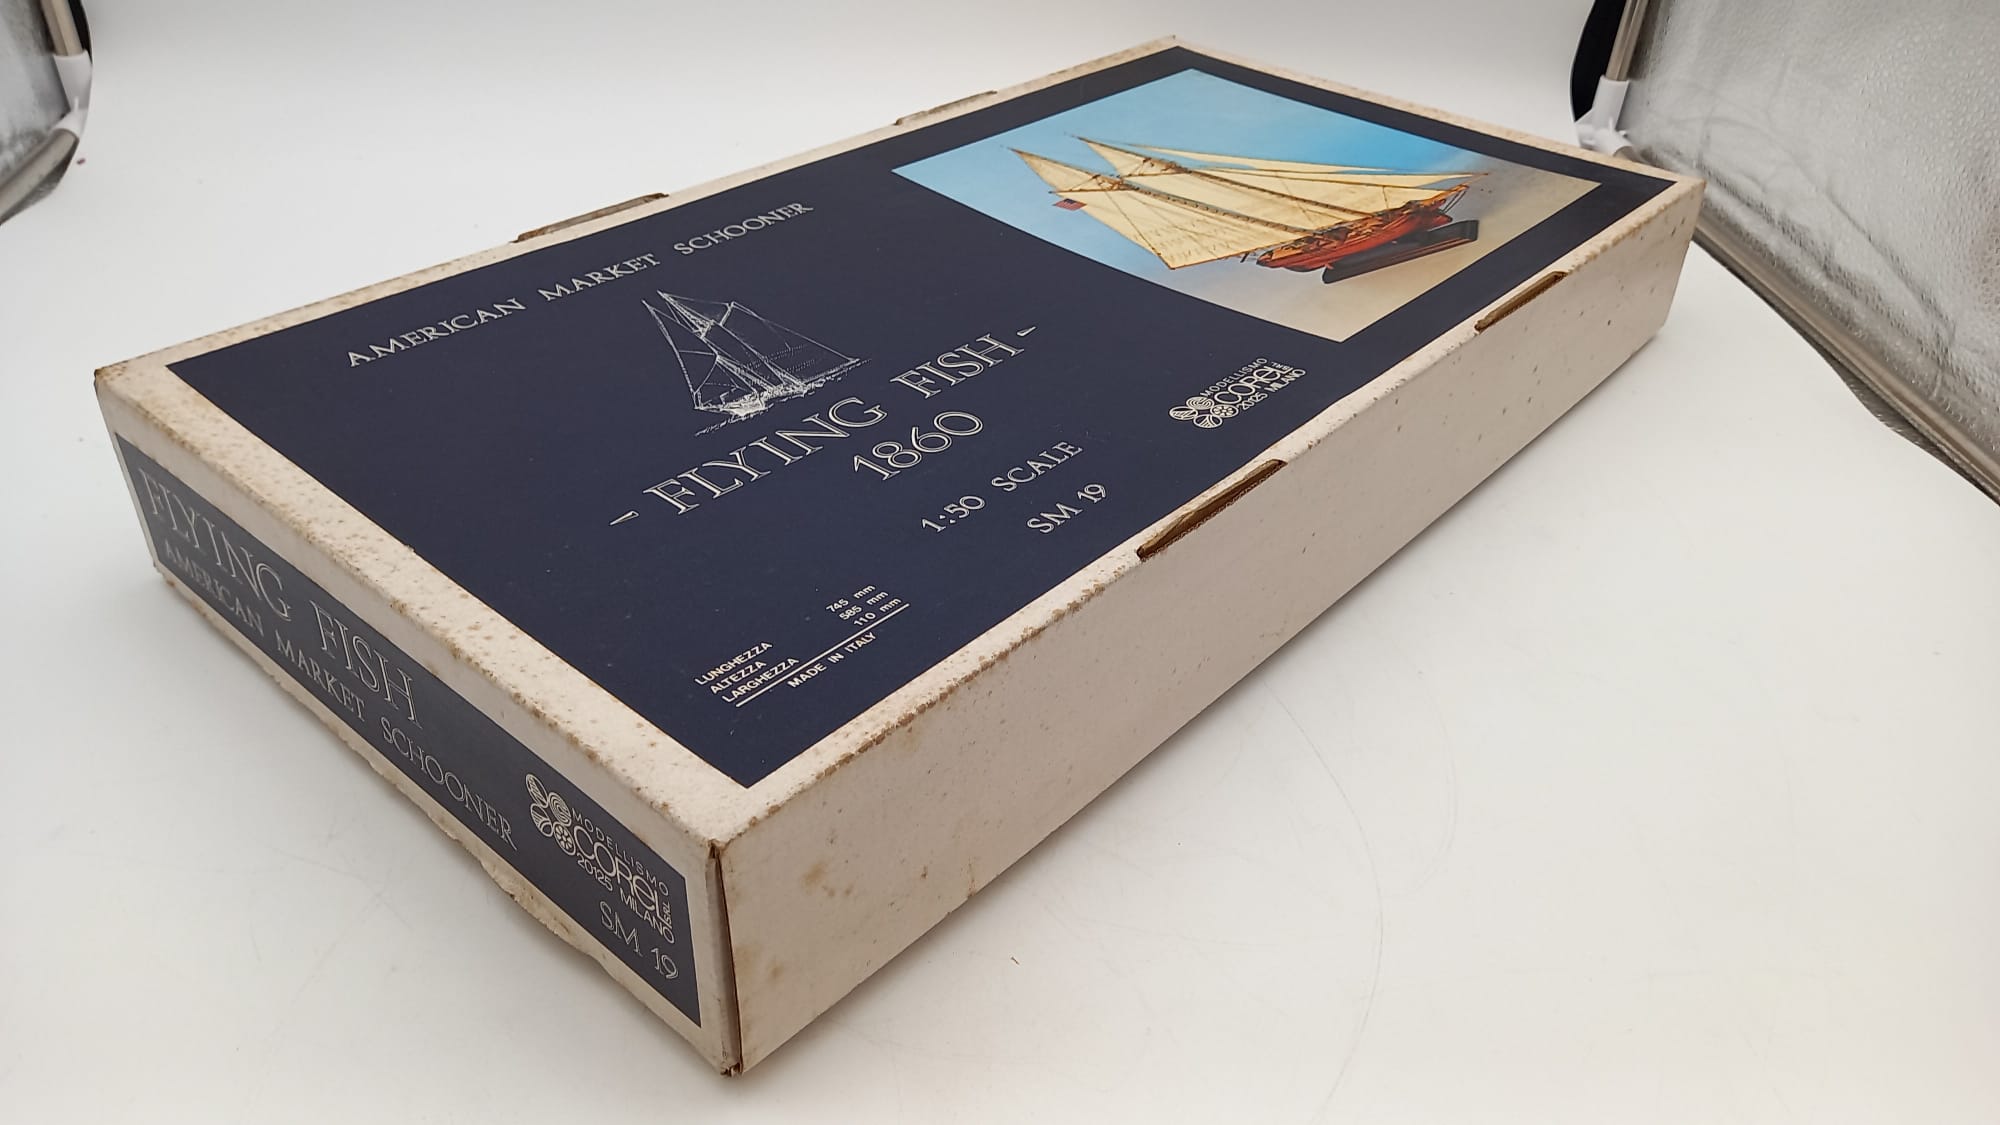 AMERICAN MARKET SCHOONER
- FLYING FISH -
1860
1:50 SCALE
SM 19
MODELLISMO
COREL SRL
20125 MILANO
LUNGHEZZA 745 mm
ALTEZZA 585 mm
LARGHEZZA 110 mm
MADE IN ITALY
FLYING FISH
AMERICAN MARKET SCHOONER
MODELLISMO
COREL SRL
20125 MILANO
SM 19